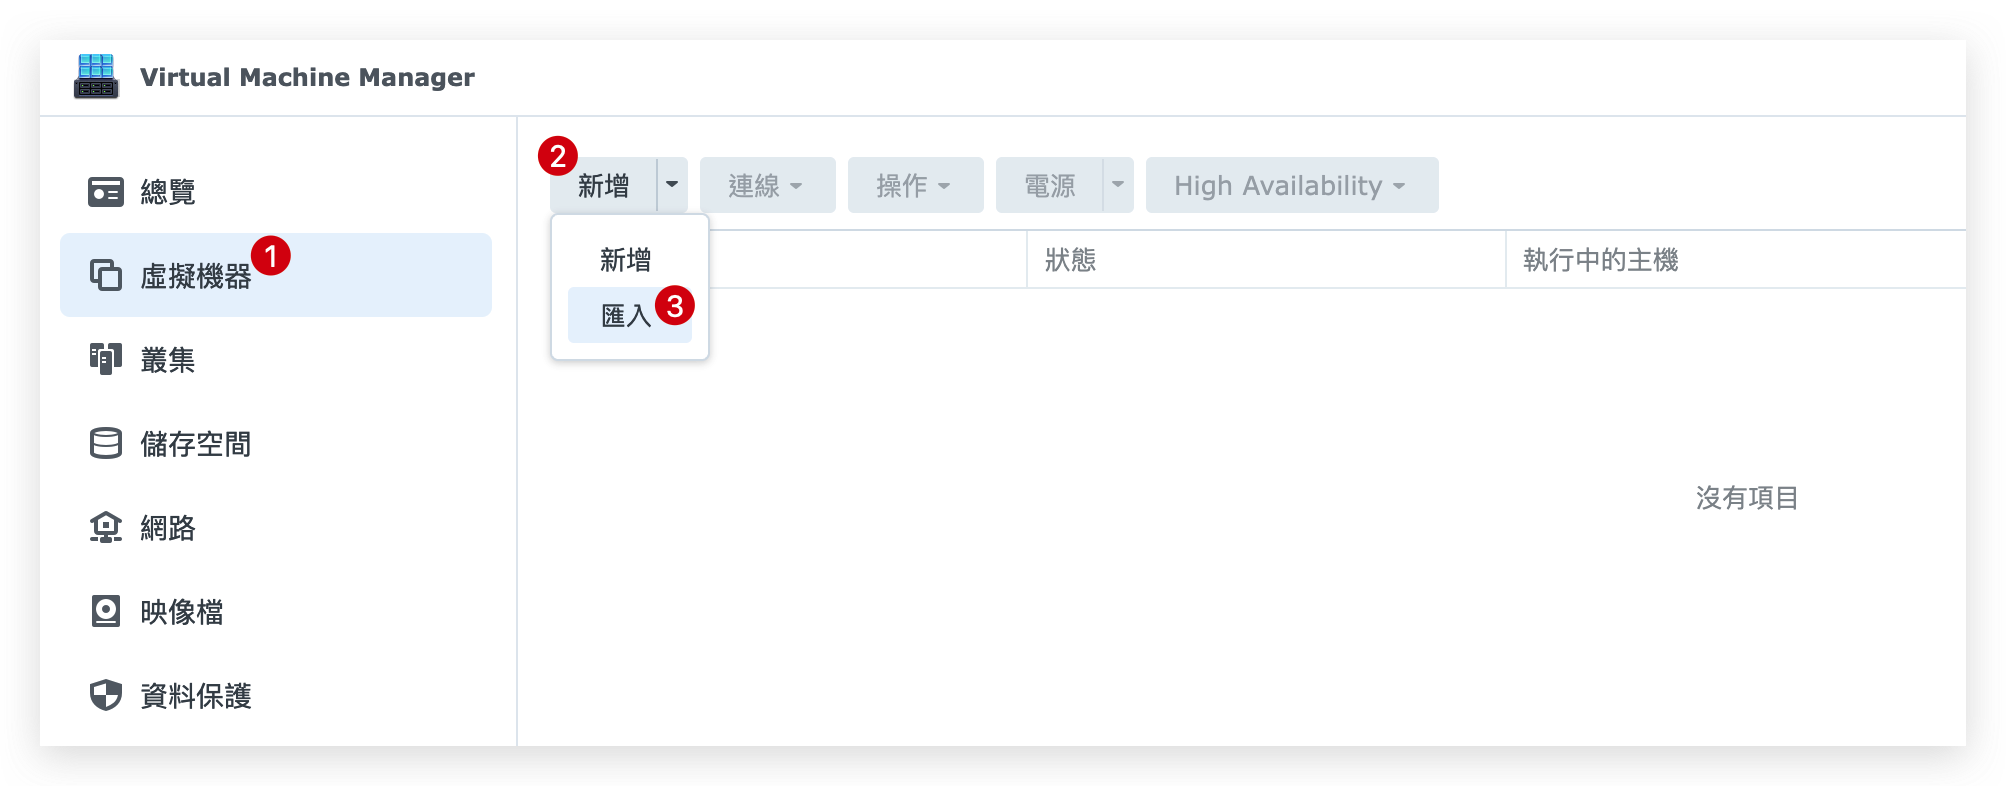 Virtual Machine Manager
總覽
虛擬機器 1
叢集
儲存空間
網路
映像檔
資料保護
2
新增 連線 操作 電源 High Availability
新增
匯入 3
狀態 執行中的主機
沒有項目